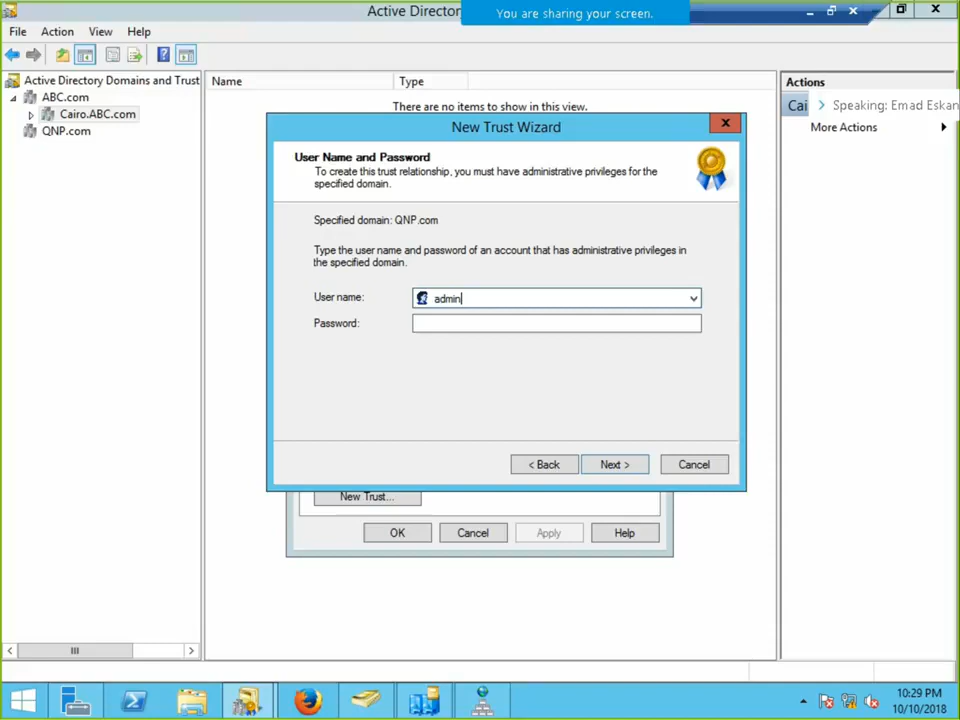 Active Director
You are sharing your screen.
File Action View Help
Active Directory Domains and Trust
ABC.com
Cairo.ABC.com
QNP.com
Name Type
There are no items to show in this view.
Actions
Cai
Speaking: Emad Eskan
More Actions
New Trust Wizard
User Name and Password
To create this trust relationship, you must have administrative privileges for the
specified domain.
Specified domain: QNP.com
Type the user name and password of an account that has administrative privileges in
the specified domain.
User name: admin
Password:
< Back Next > Cancel
New Trust...
OK Cancel Apply Help
10:29 PM
10/10/2018